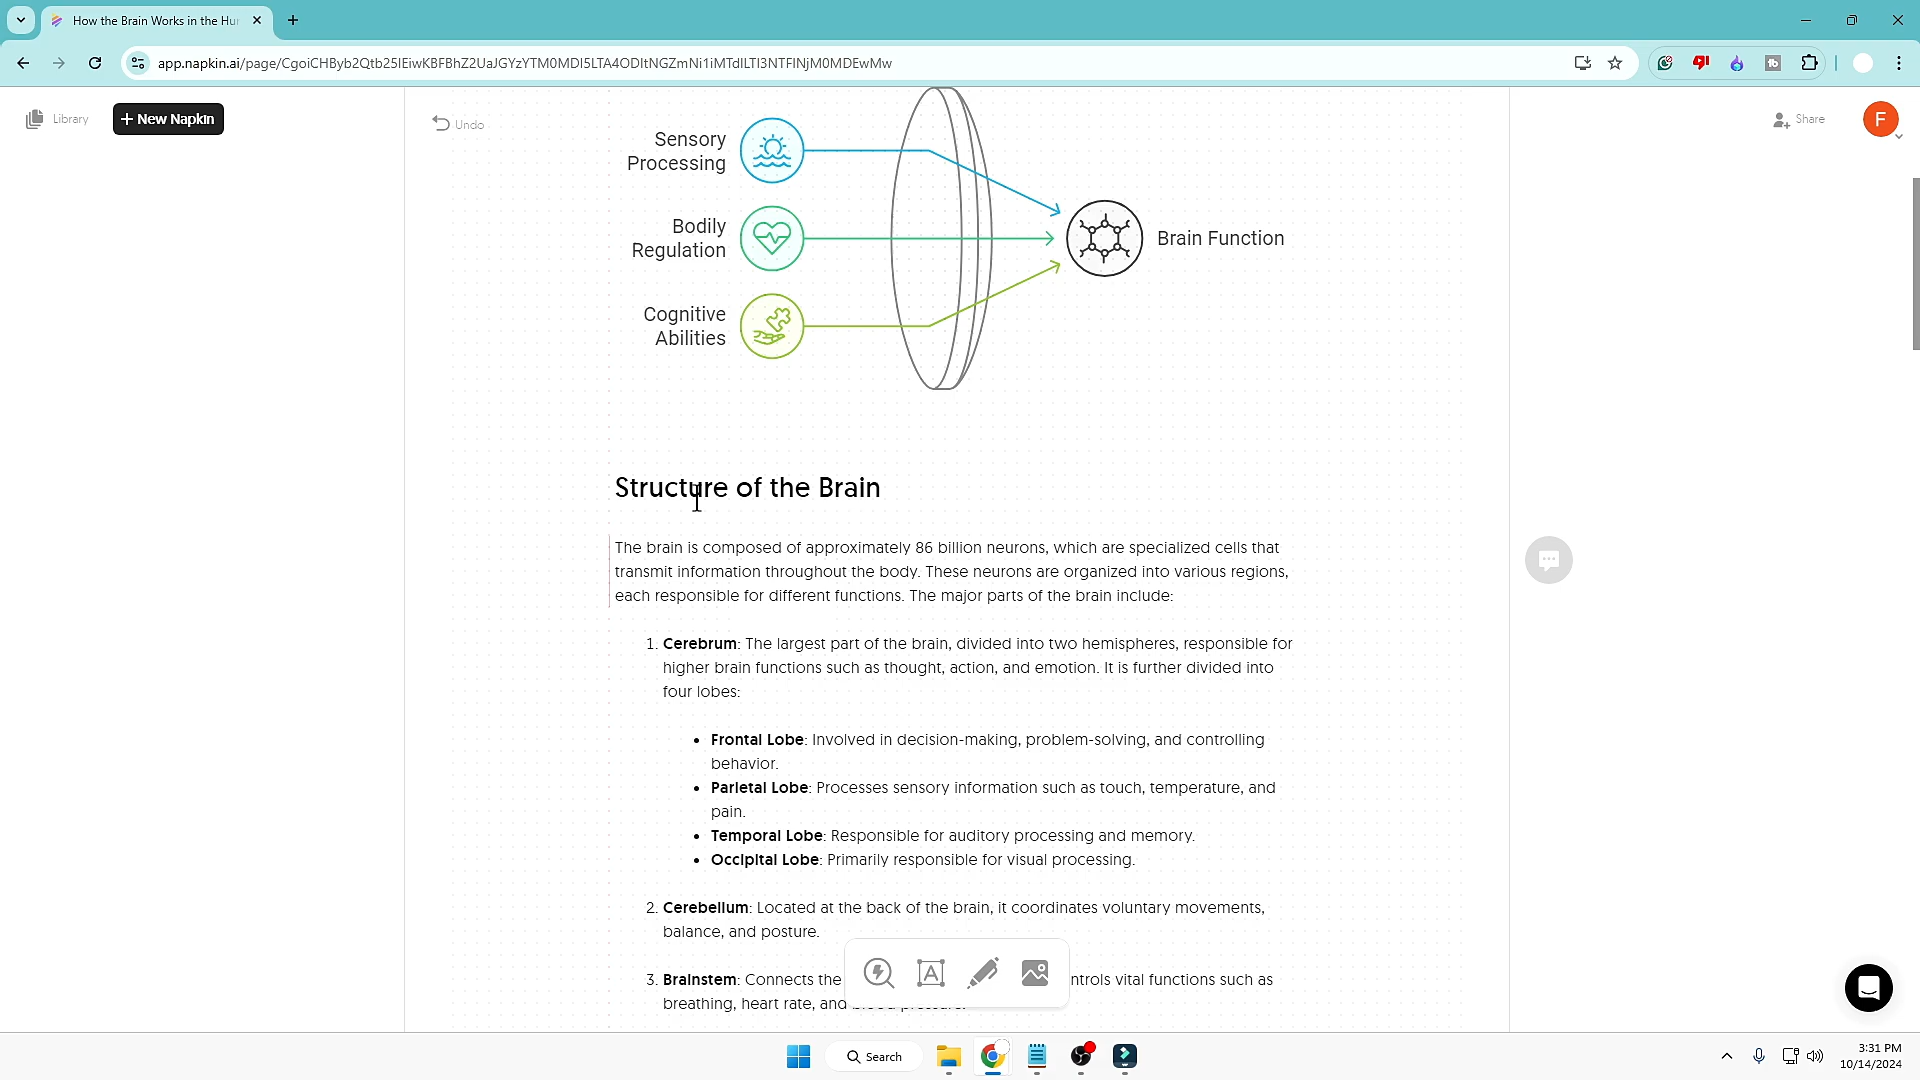 How the Brain Works in the Hu
app.napkin.ai/page/CgoiCHByb2Qtb25lEiwKBFBhZ2UaJGYzYTM0MDI5LTA4ODItNGZmNi1iMTdlLTI3NTFlNjM0MDEwMw
Library
+ New Napkin
Undo
Share
F
Sensory
Processing
Bodily
Regulation
Brain Function
Cognitive
Abilities
Structure of the Brain
The brain is composed of approximately 86 billion neurons, which are specialized cells that
transmit information throughout the body. These neurons are organized into various regions,
each responsible for different functions. The major parts of the brain include:
1. Cerebrum: The largest part of the brain, divided into two hemispheres, responsible for
higher brain functions such as thought, action, and emotion. It is further divided into
four lobes:
• Frontal Lobe: Involved in decision-making, problem-solving, and controlling
behavior.
• Parietal Lobe: Processes sensory information such as touch, temperature, and
pain.
• Temporal Lobe: Responsible for auditory processing and memory.
• Occipital Lobe: Primarily responsible for visual processing.
2. Cerebellum: Located at the back of the brain, it coordinates voluntary movements,
balance, and posture.
3. Brainstem: Connects the ntrols vital functions such as
breathing, heart rate, and
A
Search
3:31 PM
10/14/2024